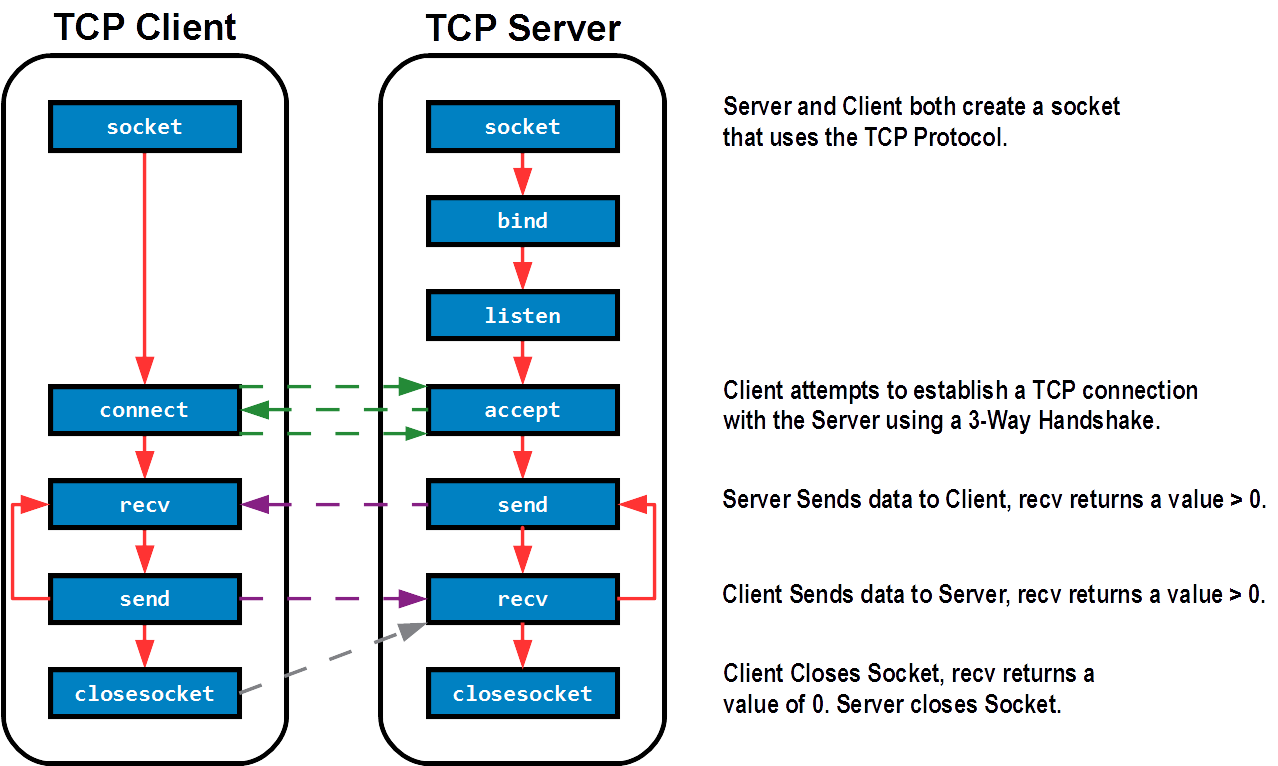 TCP Client
TCP Server
socket
socket
Server and Client both create a socket
that uses the TCP Protocol.
bind
listen
connect
accept
Client attempts to establish a TCP connection
with the Server using a 3-Way Handshake.
recv
send
Server Sends data to Client, recv returns a value > 0.
send
recv
Client Sends data to Server, recv returns a value > 0.
closesocket
closesocket
Client Closes Socket, recv returns a
value of 0. Server closes Socket.